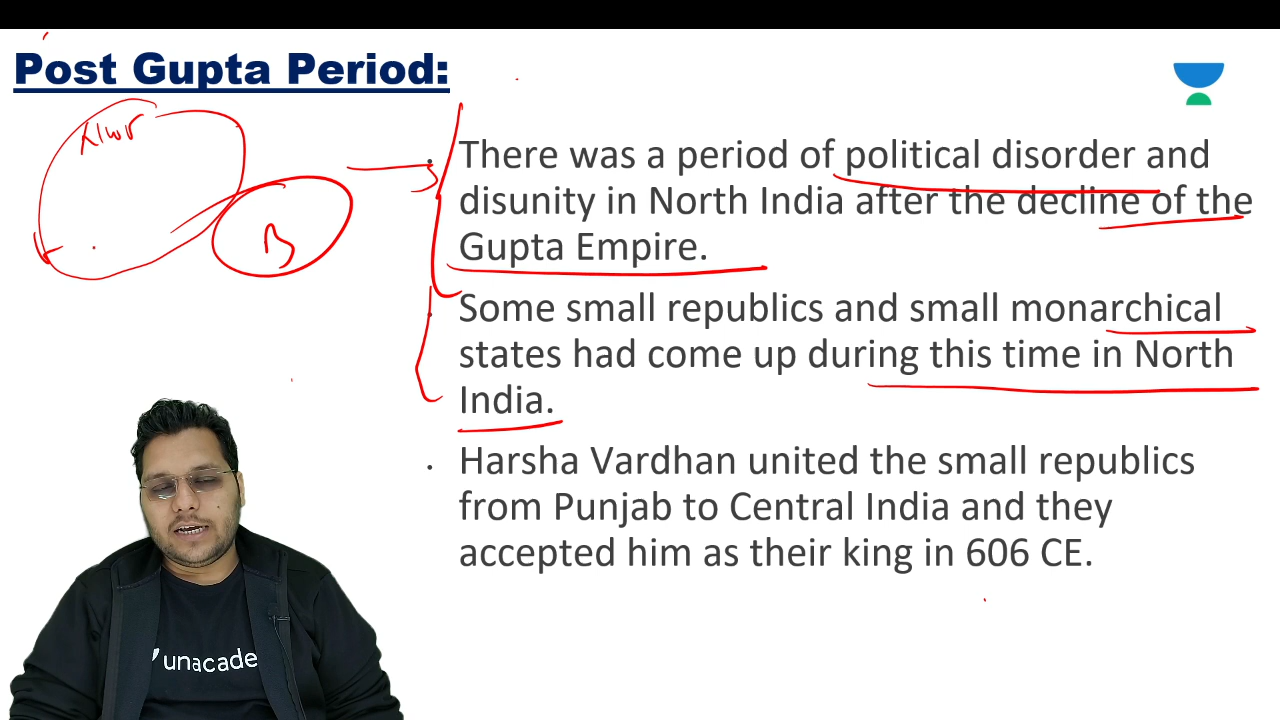 Post Gupta Period:
B
There was a period of political disorder and
disunity in North India after the decline of the
Gupta Empire.
Some small republics and small monarchical
states had come up during this time in North
India.
Harsha Vardhan united the small republics
from Punjab to Central India and they
accepted him as their king in 606 CE.
unacade